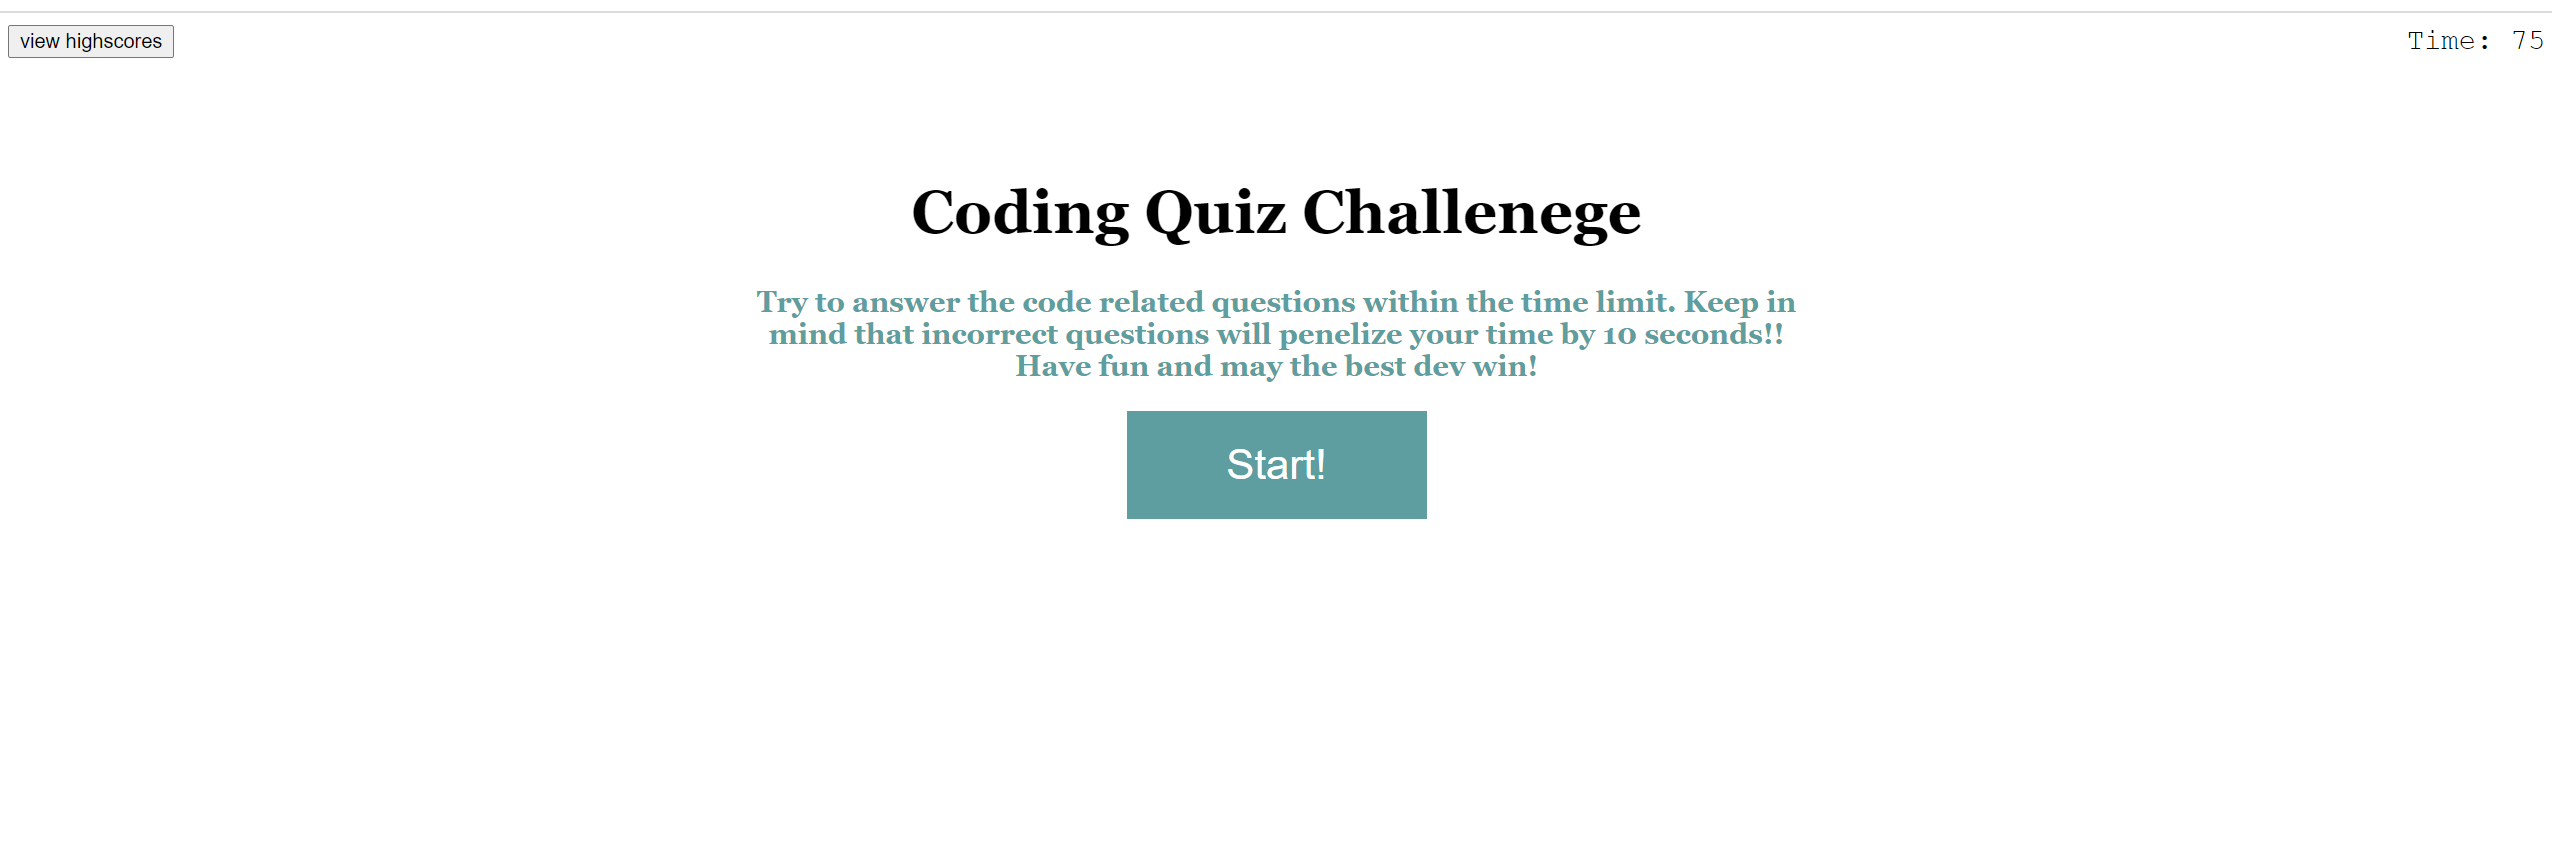 view highscores
Time: 75
Coding Quiz Challenege
Try to answer the code related questions within the time limit. Keep in
mind that incorrect questions will penelize your time by 10 seconds!!
Have fun and may the best dev win!
Start!